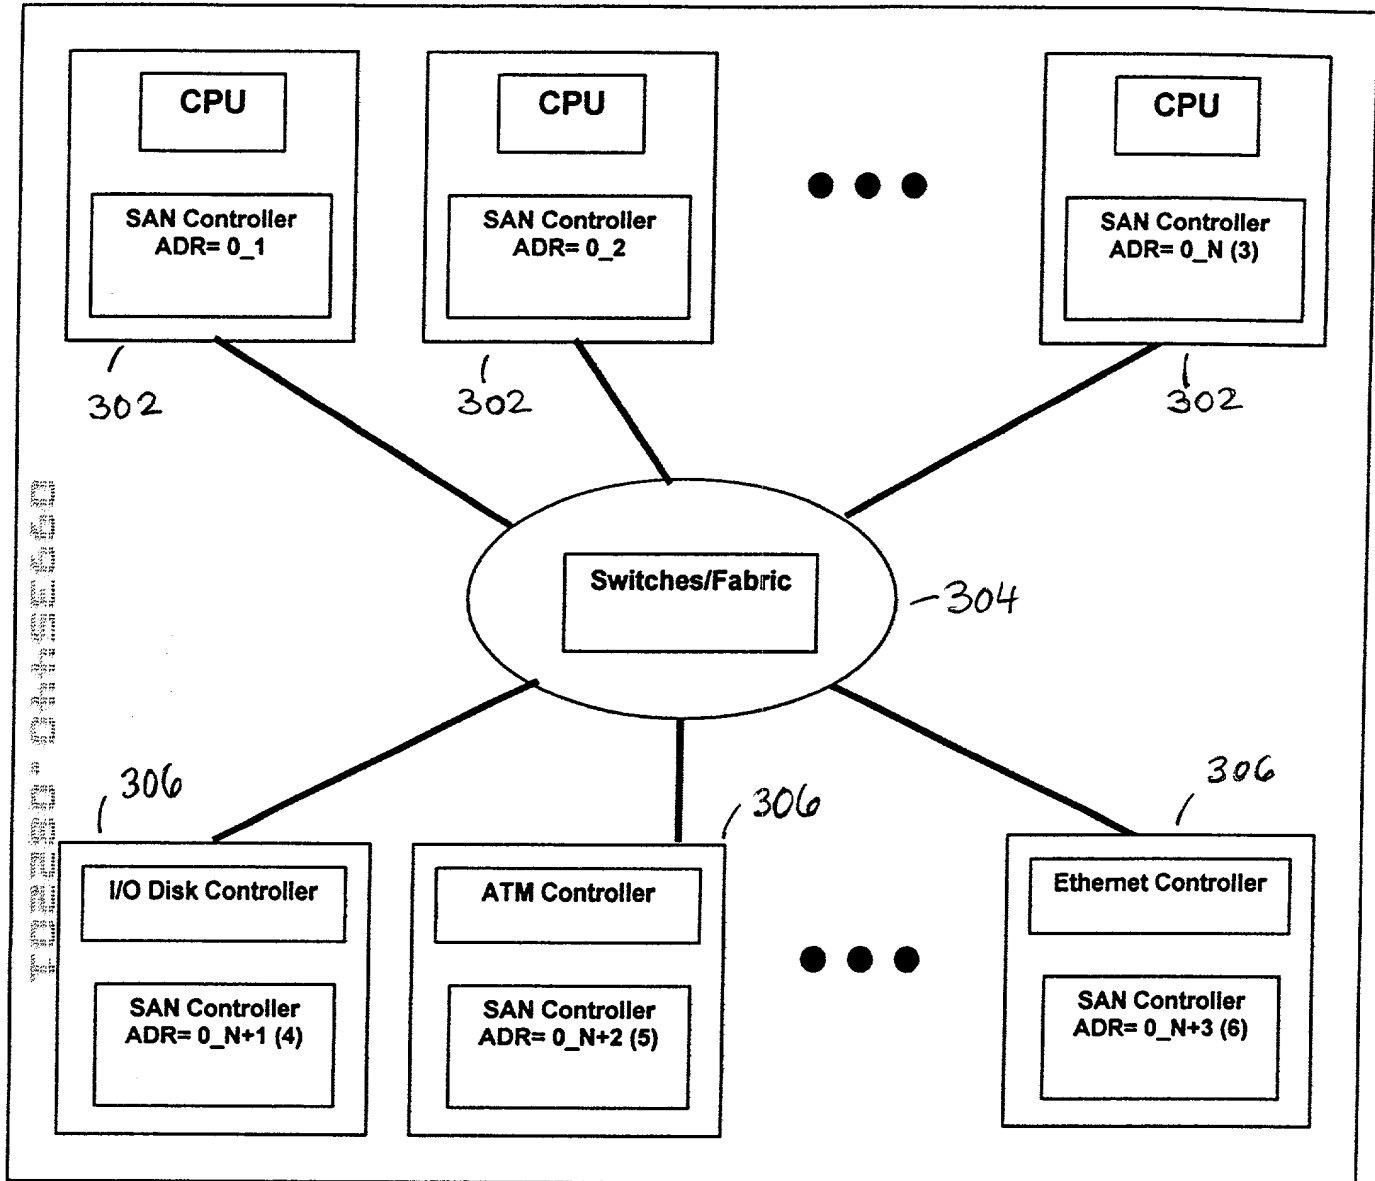 CPU
SAN Controller
ADR= 0_1
302
CPU
SAN Controller
ADR= 0_2
302
CPU
SAN Controller
ADR= 0_N (3)
302
Switches/Fabric
304
306
I/O Disk Controller
SAN Controller
ADR= 0_N+1 (4)
306
ATM Controller
SAN Controller
ADR= 0_N+2 (5)
306
Ethernet Controller
SAN Controller
ADR= 0_N+3 (6)